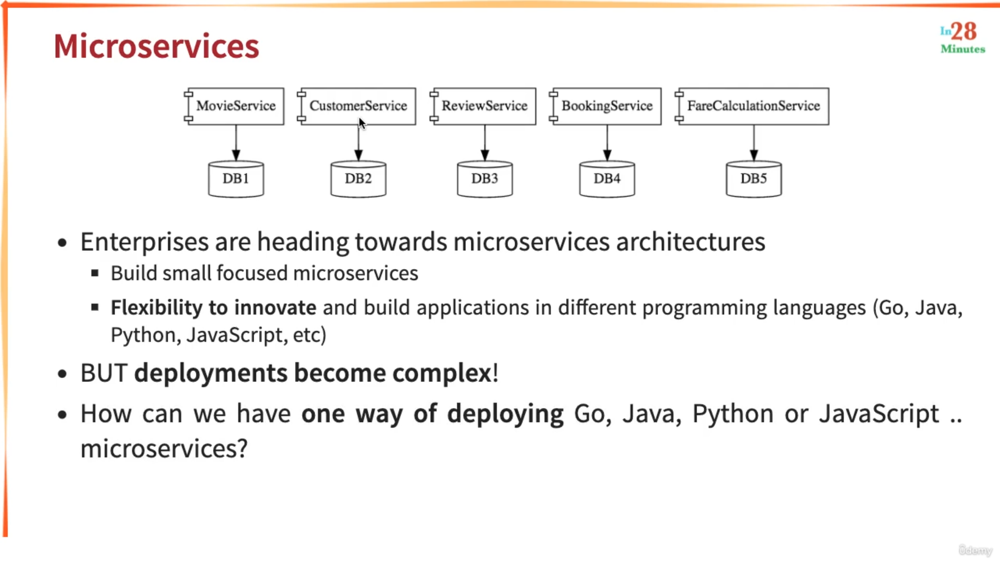 Microservices
In28
Minutes
MovieService
CustomerService
ReviewService
BookingService
FareCalculationService
DB1
DB2
DB3
DB4
DB5
• Enterprises are heading towards microservices architectures
▪ Build small focused microservices
▪ Flexibility to innovate and build applications in different programming languages (Go, Java,
Python, JavaScript, etc)
• BUT deployments become complex!
• How can we have one way of deploying Go, Java, Python or JavaScript ..
microservices?
ûdemy